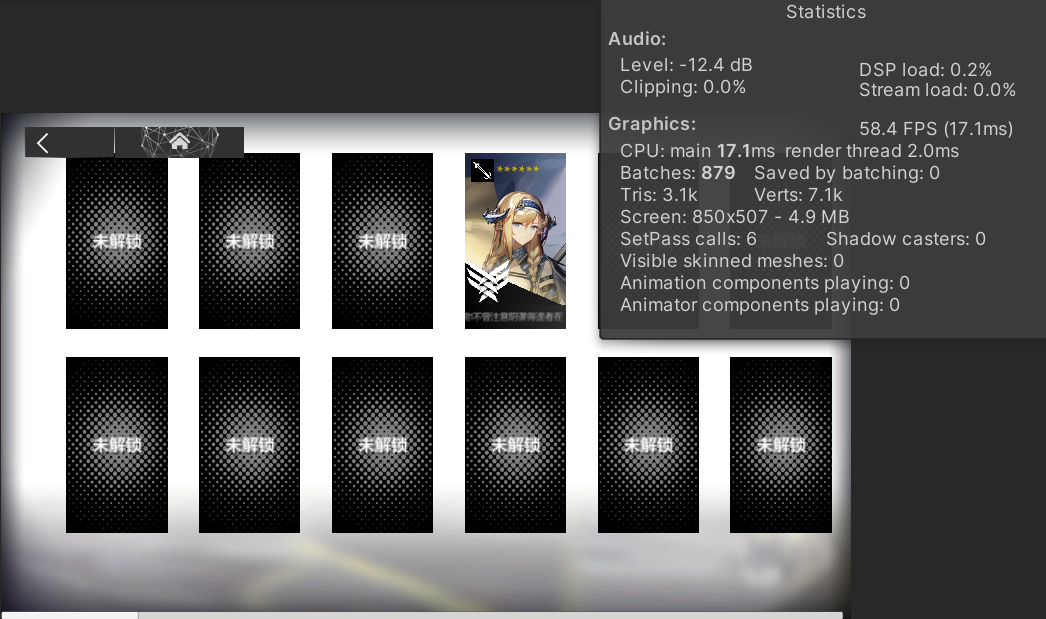 Statistics
Audio:
Level: -12.4 dB
DSP load: 0.2%
Clipping: 0.0%
Stream load: 0.0%
Graphics:
58.4 FPS (17.1ms)
CPU: main 17.1ms render thread 2.0ms
Batches: 879 Saved by batching: 0
Tris: 3.1k Verts: 7.1k
Screen: 850x507 - 4.9 MB
SetPass calls: 6 Shadow casters: 0
Visible skinned meshes: 0
Animation components playing: 0
Animator components playing: 0
未解锁
未解锁
未解锁
未解锁
未解锁
未解锁
未解锁
未解锁
未解锁